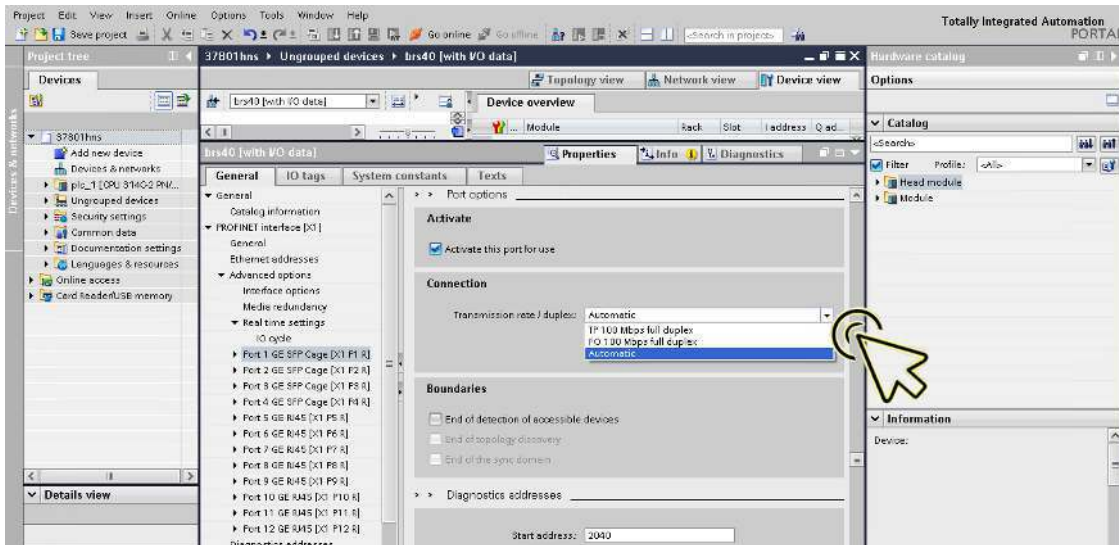 Project Edit View Insert Online Options Tools Window Help
Totally Integrated Automation
PORTAL
Save project
Go online
Go offline
<Search in project>
Project tree
37801hns Ungrouped devices brs40 [with I/O data]
Hardware catalog
Devices
Topology view
Network view
Device view
Options
brs40 [with I/O data]
Device overview
... Module Rack Slot I address Q ad...
Catalog
<Search>
Filter Profile: <All>
Head module
Module
37801hns
Add new device
Devices & networks
plc_1 [CPU 314C-2 PN/...
Ungrouped devices
Security settings
Common data
Documentation settings
Languages & resources
Online access
Card Reader/USB memory
Devices & networks
brs40 [with I/O data]
Properties
Info
Diagnostics
General
IO tags
System constants
Texts
General
Catalog information
PROFINET interface [X1]
General
Ethernet addresses
Advanced options
Interface options
Media redundancy
Real time settings
IO cycle
Port 1 GE SFP Cage [X1 P1 R]
Port 2 GE SFP Cage [X1 P2 R]
Port 3 GE SFP Cage [X1 P3 R]
Port 4 GE SFP Cage [X1 P4 R]
Port 5 GE RJ45 [X1 P5 R]
Port 6 GE RJ45 [X1 P6 R]
Port 7 GE RJ45 [X1 P7 R]
Port 8 GE RJ45 [X1 P8 R]
Port 9 GE RJ45 [X1 P9 R]
Port 10 GE RJ45 [X1 P10 R]
Port 11 GE RJ45 [X1 P11 R]
Port 12 GE RJ45 [X1 P12 R]
Diagnostics addresses
> > Port options
Activate
Activate this port for use
Connection
Transmission rate / duplex: Automatic
TP 100 Mbps full duplex
FO 100 Mbps full duplex
Automatic
Boundaries
End of detection of accessible devices
End of topology discovery
End of the sync domain
> > Diagnostics addresses
Start address: 2040
Information
Device:
Details view